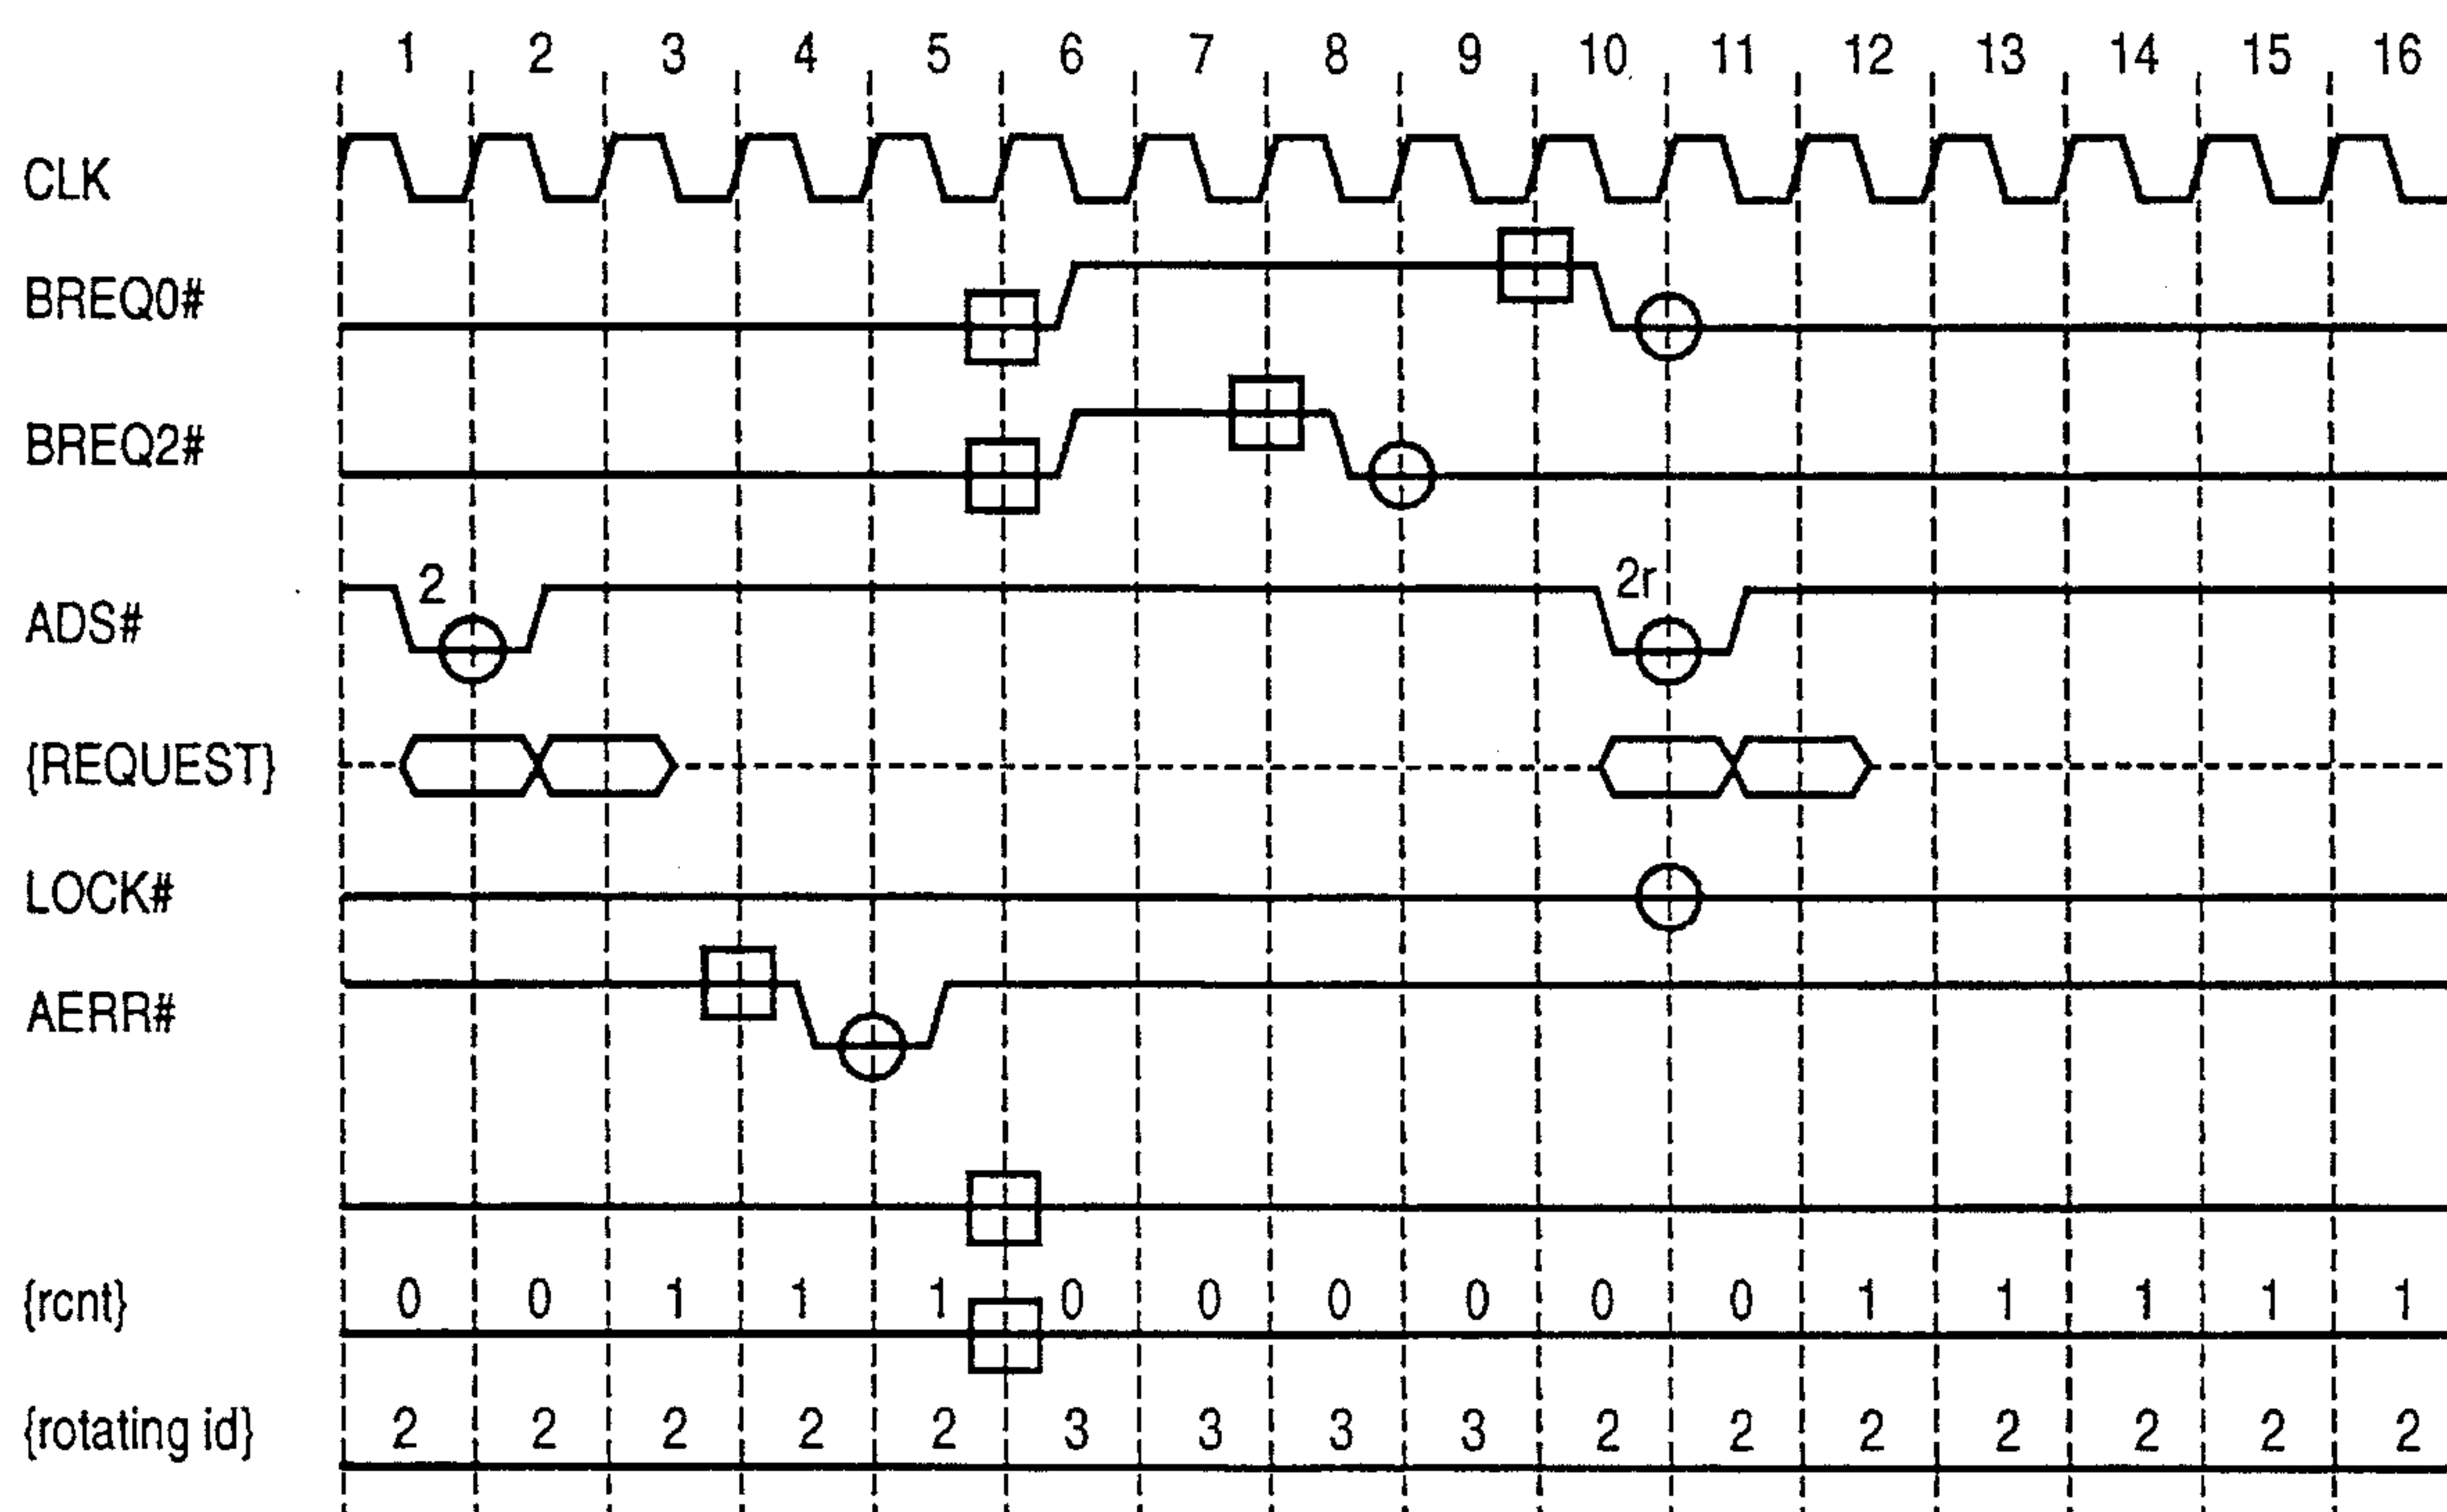 1 2 3 4 5 6 7 8 9 10 11 12 13 14 15 16
CLK
BREQ0#
BREQ2#
ADS# 2 2r
{REQUEST}
LOCK#
AERR#
{rcnt} 0 0 1 1 1 0 0 0 0 0 0 1 1 1 1 1
{rotating id} 2 2 2 2 2 3 3 3 3 2 2 2 2 2 2 2